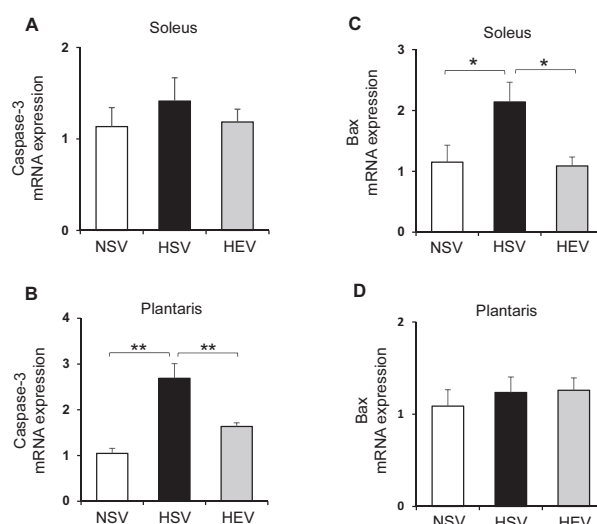 A
Soleus
Caspase-3
mRNA expression
2
1
0
NSV HSV HEV
B
Plantaris
Caspase-3
mRNA expression
4
3
2
1
0
** **
NSV HSV HEV
C
Soleus
Bax
mRNA expression
3
2
1
0
* *
NSV HSV HEV
D
Plantaris
Bax
mRNA expression
2
1
0
NSV HSV HEV